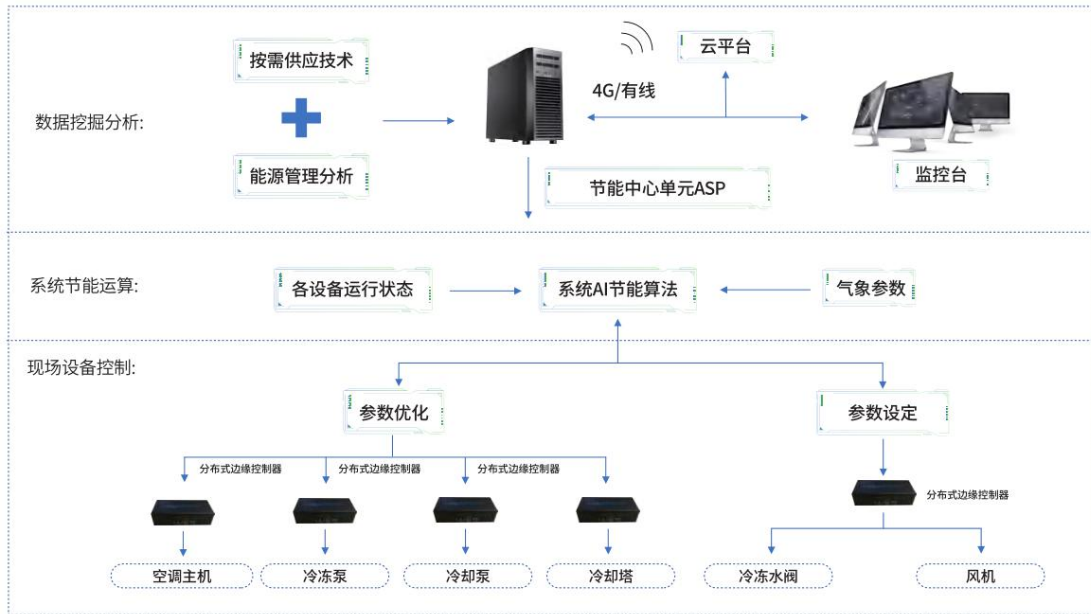 按需供应技术
云平台
4G/有线
数据挖掘分析:
能源管理分析
监控台
节能中心单元ASP
系统节能运算:
各设备运行状态
系统AI节能算法
气象参数
现场设备控制:
参数优化
参数设定
分布式边缘控制器
分布式边缘控制器
分布式边缘控制器
分布式边缘控制器
空调主机
冷冻泵
冷却泵
冷却塔
冷冻水阀
风机